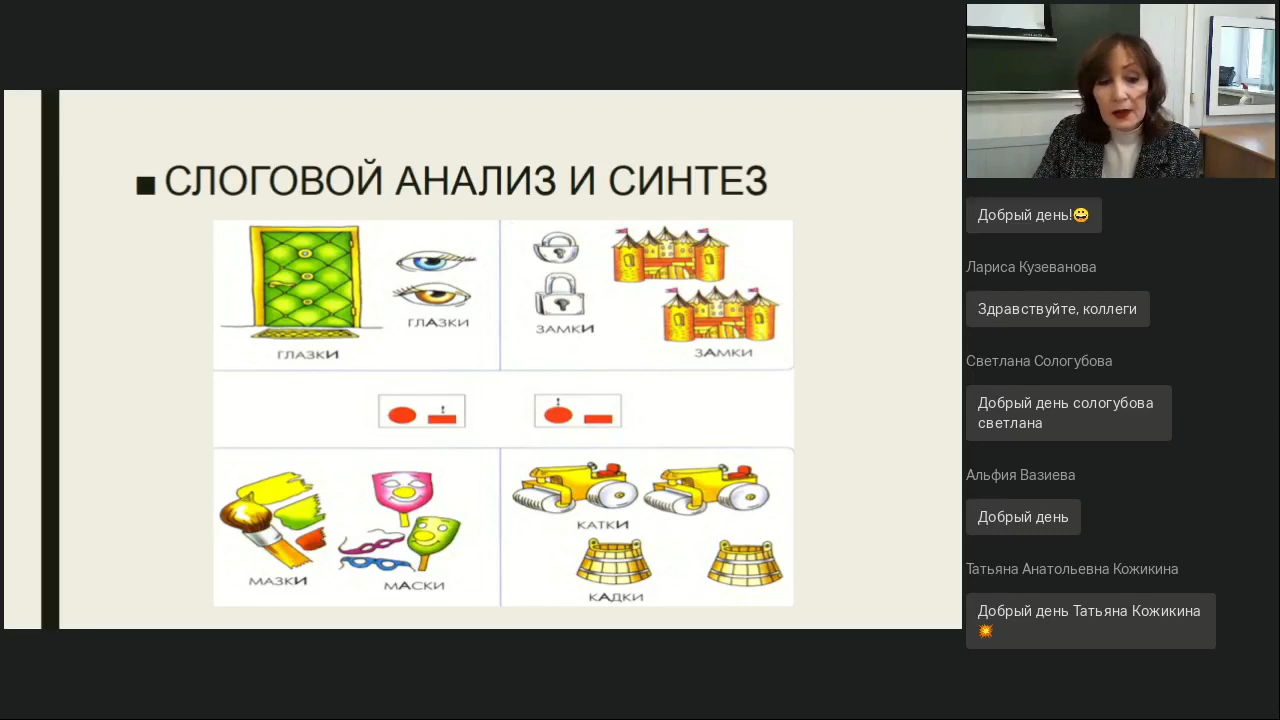 ■ СЛОГОВОЙ АНАЛИЗ И СИНТЕЗ
ГЛАЗКИ
ГЛАЗКИ
ЗАМКИ
ЗАМКИ
!
!
МАЗКИ
МАСКИ
КАТКИ
КАДКИ
Добрый день!😀
Лариса Кузеванова
Здравствуйте, коллеги
Светлана Сологубова
Добрый день сологубова
светлана
Альфия Вазиева
Добрый день
Татьяна Анатольевна Кожикина
Добрый день Татьяна Кожикина
💥